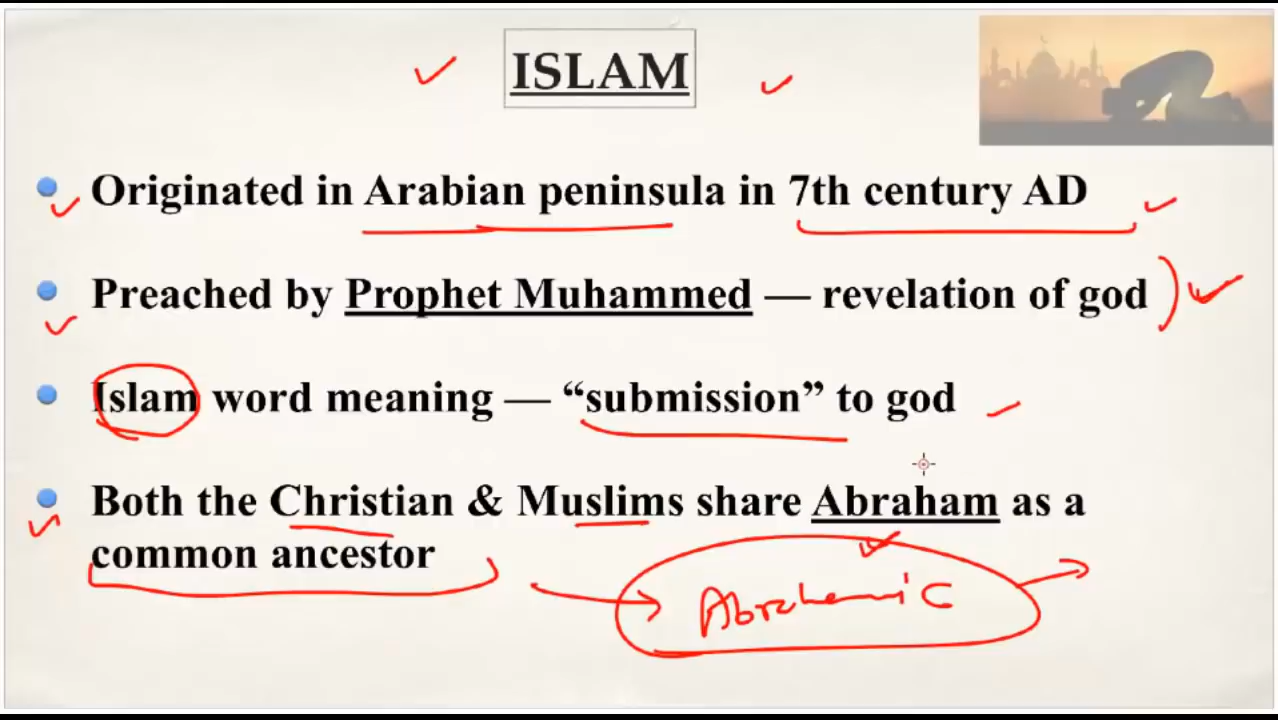 ISLAM
Originated in Arabian peninsula in 7th century AD
Preached by Prophet Muhammed — revelation of god
Islam word meaning — “submission” to god
Both the Christian & Muslims share Abraham as a
common ancestor
Abrahamic